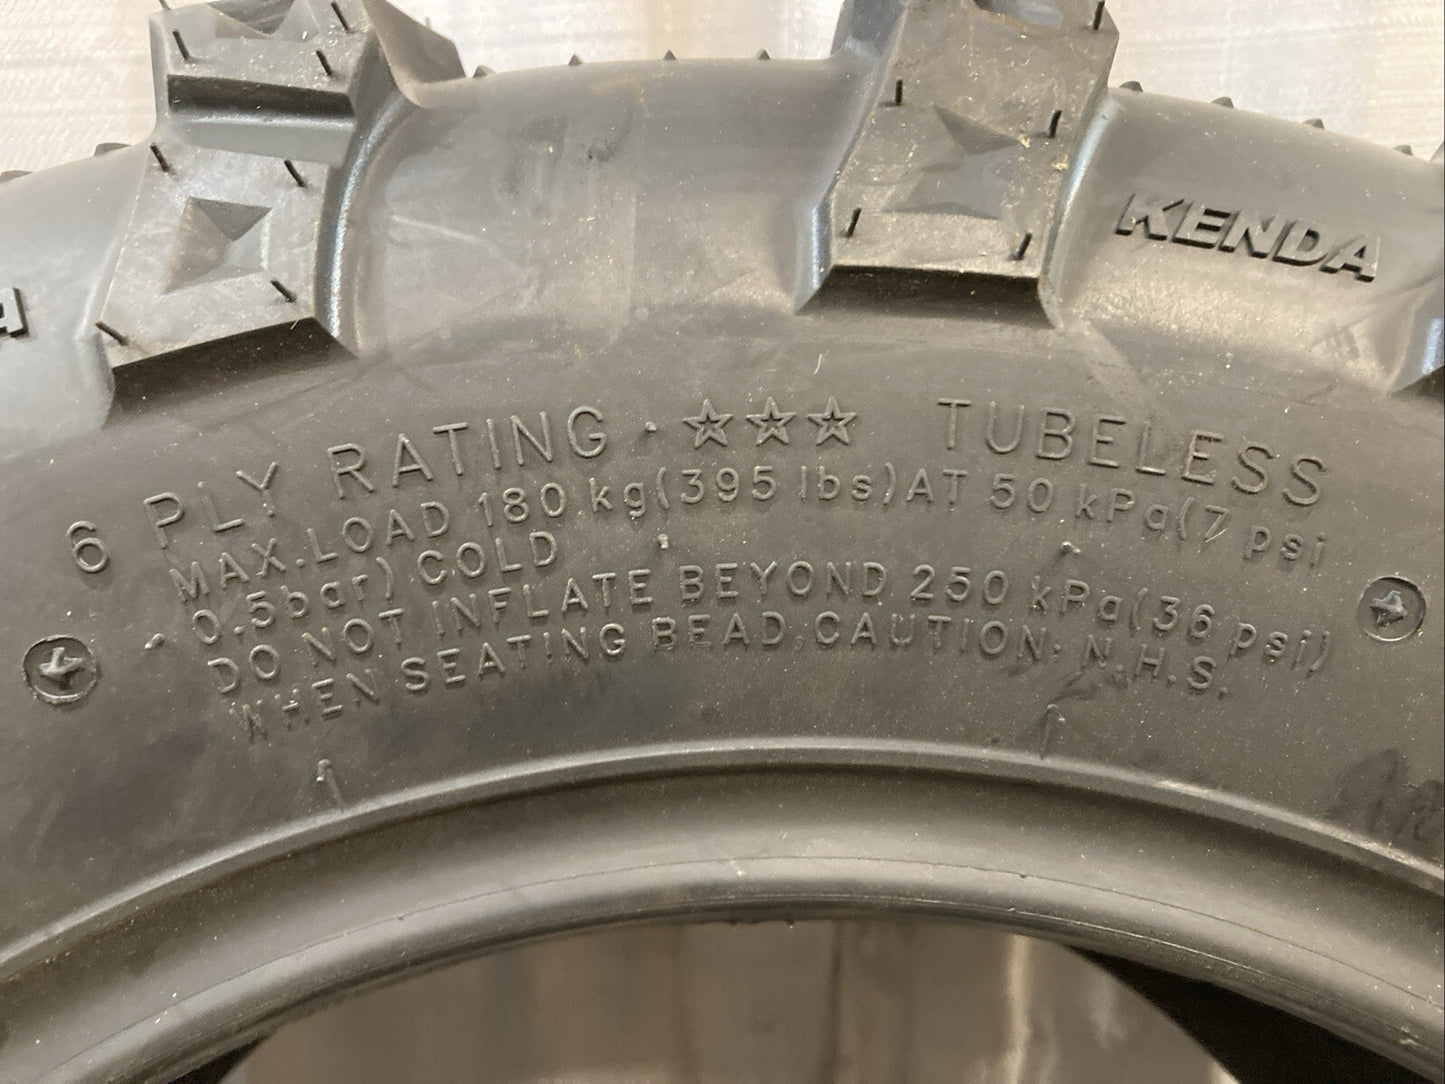 KENDA
6 PLY RATING ☆☆☆ TUBELESS
MAX.LOAD 180 kg(395 lbs)AT 50 kPa(7 psi
0.5bar) COLD
DO NOT INFLATE BEYOND 250 kPa(36 psi)
WHEN SEATING BEAD,CAUTION: N.H.S.